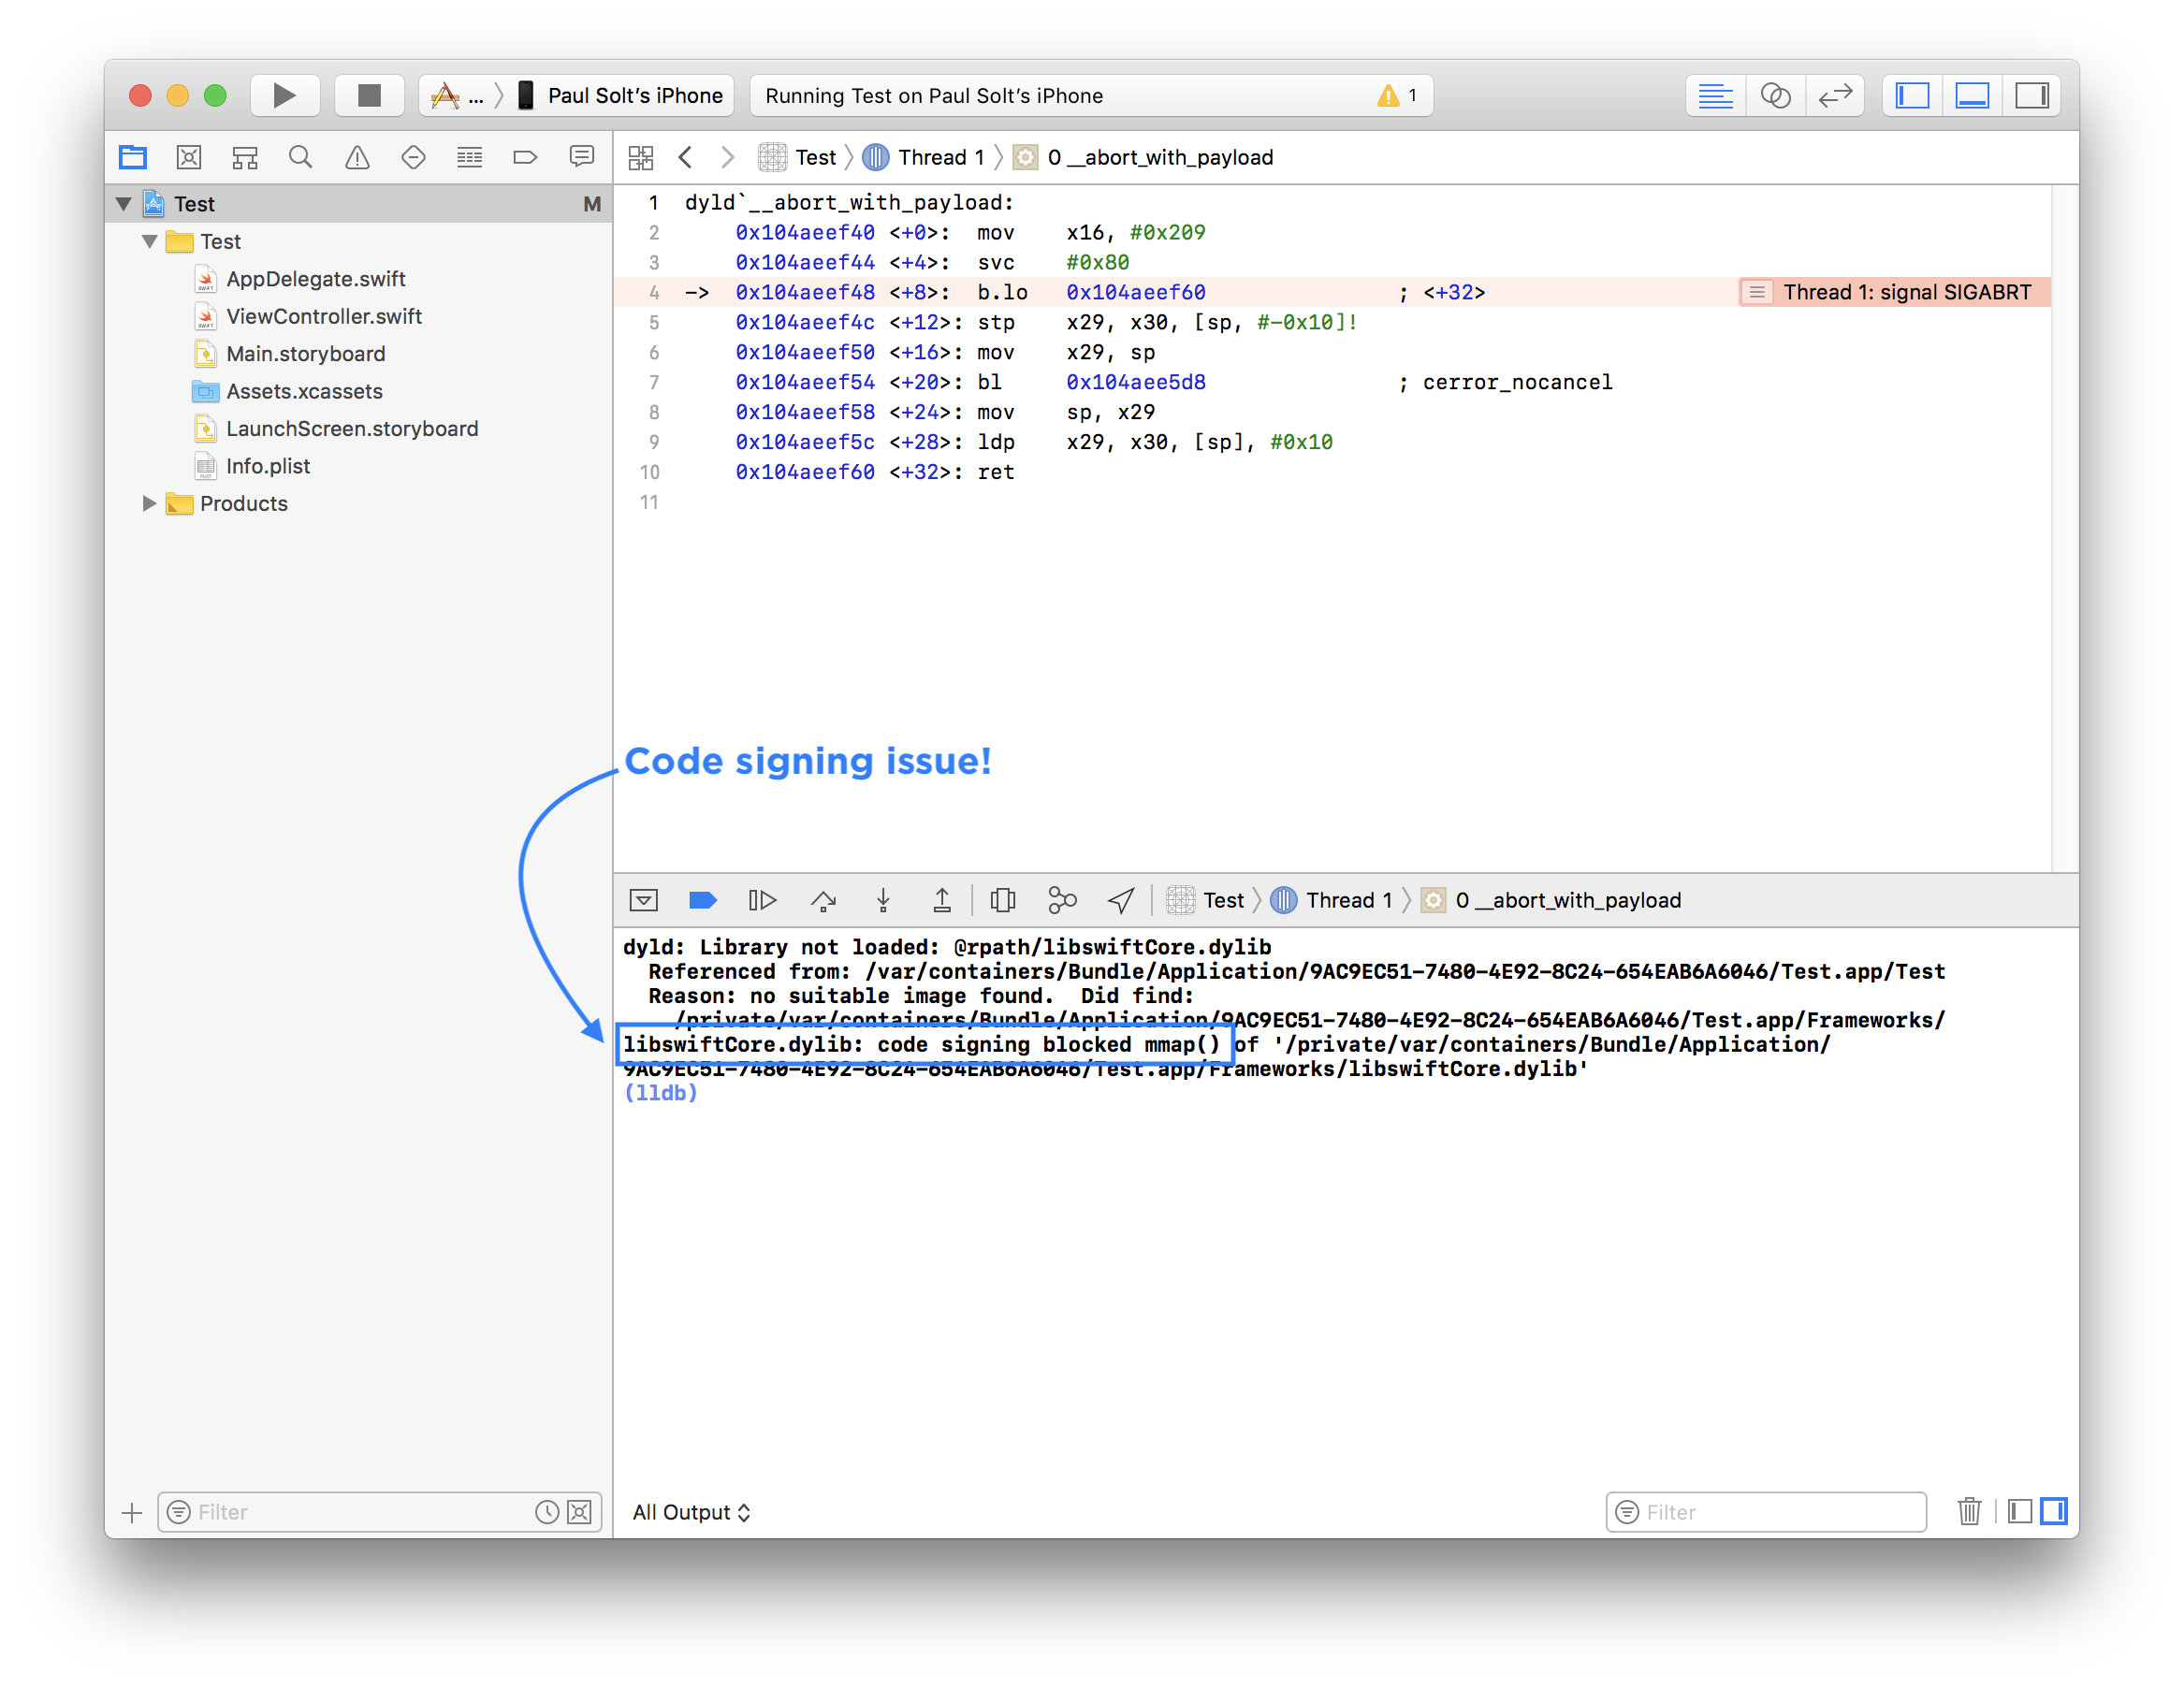 ... Paul Solt’s iPhone Running Test on Paul Solt’s iPhone 1
Test Thread 1 0 __abort_with_payload
Test M
Test
AppDelegate.swift
ViewController.swift
Main.storyboard
Assets.xcassets
LaunchScreen.storyboard
Info.plist
Products
1 dyld`__abort_with_payload:
2 0x104aeef40 <+0>: mov x16, #0x209
3 0x104aeef44 <+4>: svc #0x80
4 -> 0x104aeef48 <+8>: b.lo 0x104aeef60 ; <+32> Thread 1: signal SIGABRT
5 0x104aeef4c <+12>: stp x29, x30, [sp, #-0x10]!
6 0x104aeef50 <+16>: mov x29, sp
7 0x104aeef54 <+20>: bl 0x104aee5d8 ; cerror_nocancel
8 0x104aeef58 <+24>: mov sp, x29
9 0x104aeef5c <+28>: ldp x29, x30, [sp], #0x10
10 0x104aeef60 <+32>: ret
11
Code signing issue!
Test Thread 1 0 __abort_with_payload
dyld: Library not loaded: @rpath/libswiftCore.dylib
Referenced from: /var/containers/Bundle/Application/9AC9EC51-7480-4E92-8C24-654EAB6A6046/Test.app/Test
Reason: no suitable image found.  Did find:
/private/var/containers/Bundle/Application/9AC9EC51-7480-4E92-8C24-654EAB6A6046/Test.app/Frameworks/
libswiftCore.dylib: code signing blocked mmap() of '/private/var/containers/Bundle/Application/
9AC9EC51-7480-4E92-8C24-654EAB6A6046/Test.app/Frameworks/libswiftCore.dylib'
(lldb)
Filter All Output Filter